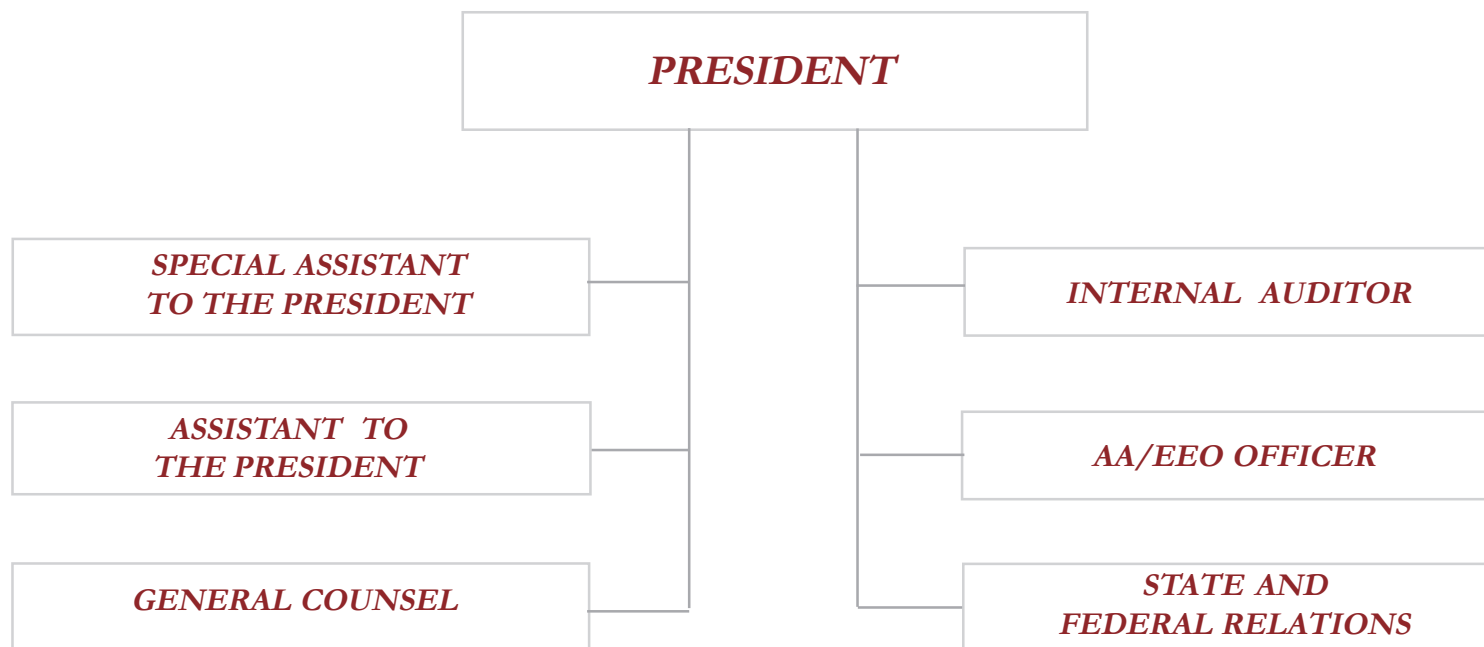 PRESIDENT
SPECIAL ASSISTANT
TO THE PRESIDENT
INTERNAL AUDITOR
ASSISTANT TO
THE PRESIDENT
AA/EEO OFFICER
GENERAL COUNSEL
STATE AND
FEDERAL RELATIONS